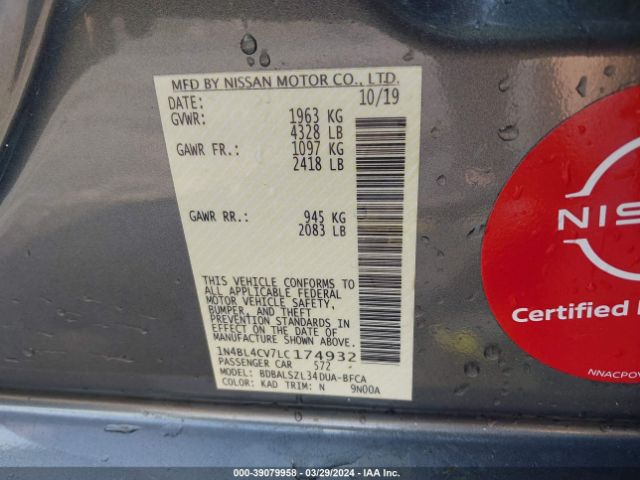 MFD BY NISSAN MOTOR CO., LTD.
DATE: 10/19
GVWR: 1963 KG
4328 LB
GAWR FR.: 1097 KG
2418 LB
GAWR RR.: 945 KG
2083 LB
THIS VEHICLE CONFORMS TO
ALL APPLICABLE FEDERAL
MOTOR VEHICLE SAFETY,
BUMPER, AND THEFT
PREVENTION STANDARDS IN
EFFECT ON THE DATE OF
MANUFACTURE SHOWN ABOVE.
1N4BL4CV7LC174932
PASSENGER CAR 572
MODEL: BDBALSZL34DUA-BFCA
COLOR: KAD TRIM: N 9N00A
NIS
Certified
NNACPOV
000-39079958 - 03/29/2024 - IAA Inc.